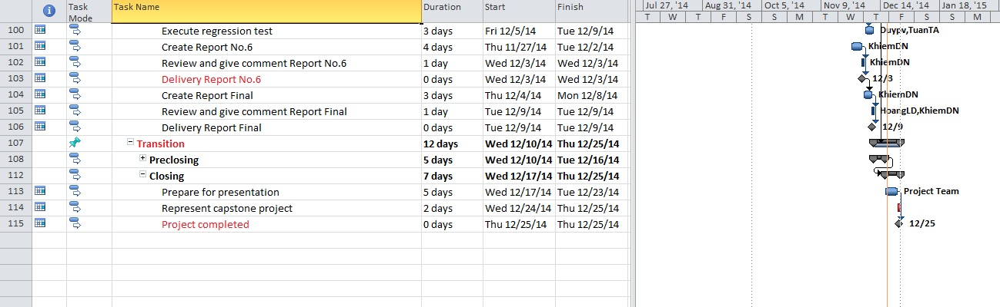 Task Mode Task Name Duration Start Finish Jul 27, '14 Aug 31, '14 Oct 5, '14 Nov 9, '14 Dec 14, '14 Jan 18, '15
T W T F S S M T W T F S S M
100 Execute regression test 3 days Fri 12/5/14 Tue 12/9/14 Duypv,TuanTA
101 Create Report No.6 4 days Thu 11/27/14 Tue 12/2/14 KhiemDN
102 Review and give comment Report No.6 1 day Wed 12/3/14 Wed 12/3/14 KhiemDN
103 Delivery Report No.6 0 days Wed 12/3/14 Wed 12/3/14 12/3
104 Create Report Final 3 days Thu 12/4/14 Mon 12/8/14 KhiemDN
105 Review and give comment Report Final 1 day Tue 12/9/14 Tue 12/9/14 HoangLD,KhiemDN
106 Delivery Report Final 0 days Tue 12/9/14 Tue 12/9/14 12/9
107 Transition 12 days Wed 12/10/14 Thu 12/25/14
108 Preclosing 5 days Wed 12/10/14 Tue 12/16/14
112 Closing 7 days Wed 12/17/14 Thu 12/25/14
113 Prepare for presentation 5 days Wed 12/17/14 Tue 12/23/14 Project Team
114 Represent capstone project 2 days Wed 12/24/14 Thu 12/25/14
115 Project completed 0 days Thu 12/25/14 Thu 12/25/14 12/25